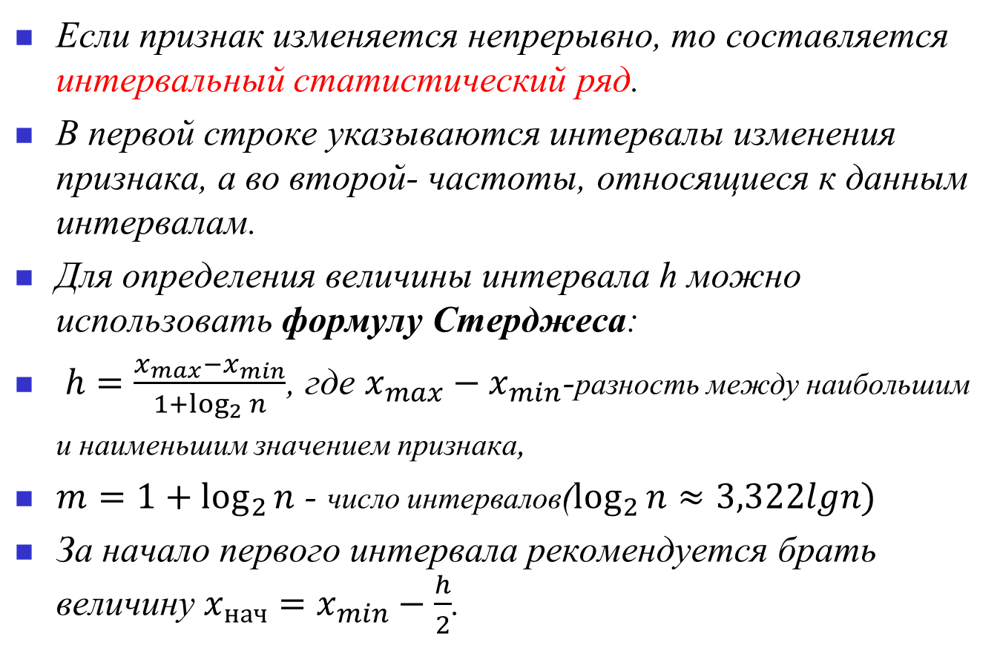 Если признак изменяется непрерывно, то составляется
интервальный статистический ряд.
В первой строке указываются интервалы изменения
признака, а во второй- частоты, относящиеся к данным
интервалам.
Для определения величины интервала h можно
использовать формулу Стерджеса:
h = \frac{x_{max}-x_{min}}{1+\log_2 n}, где x_{max} − x_{min}-разность между наибольшим
и наименьшим значением признака,
m = 1 + \log_2 n - число интервалов(\log_2 n ≈ 3,322lgn)
За начало первого интервала рекомендуется брать
величину x_{нач} = x_{min} − \frac{h}{2}.